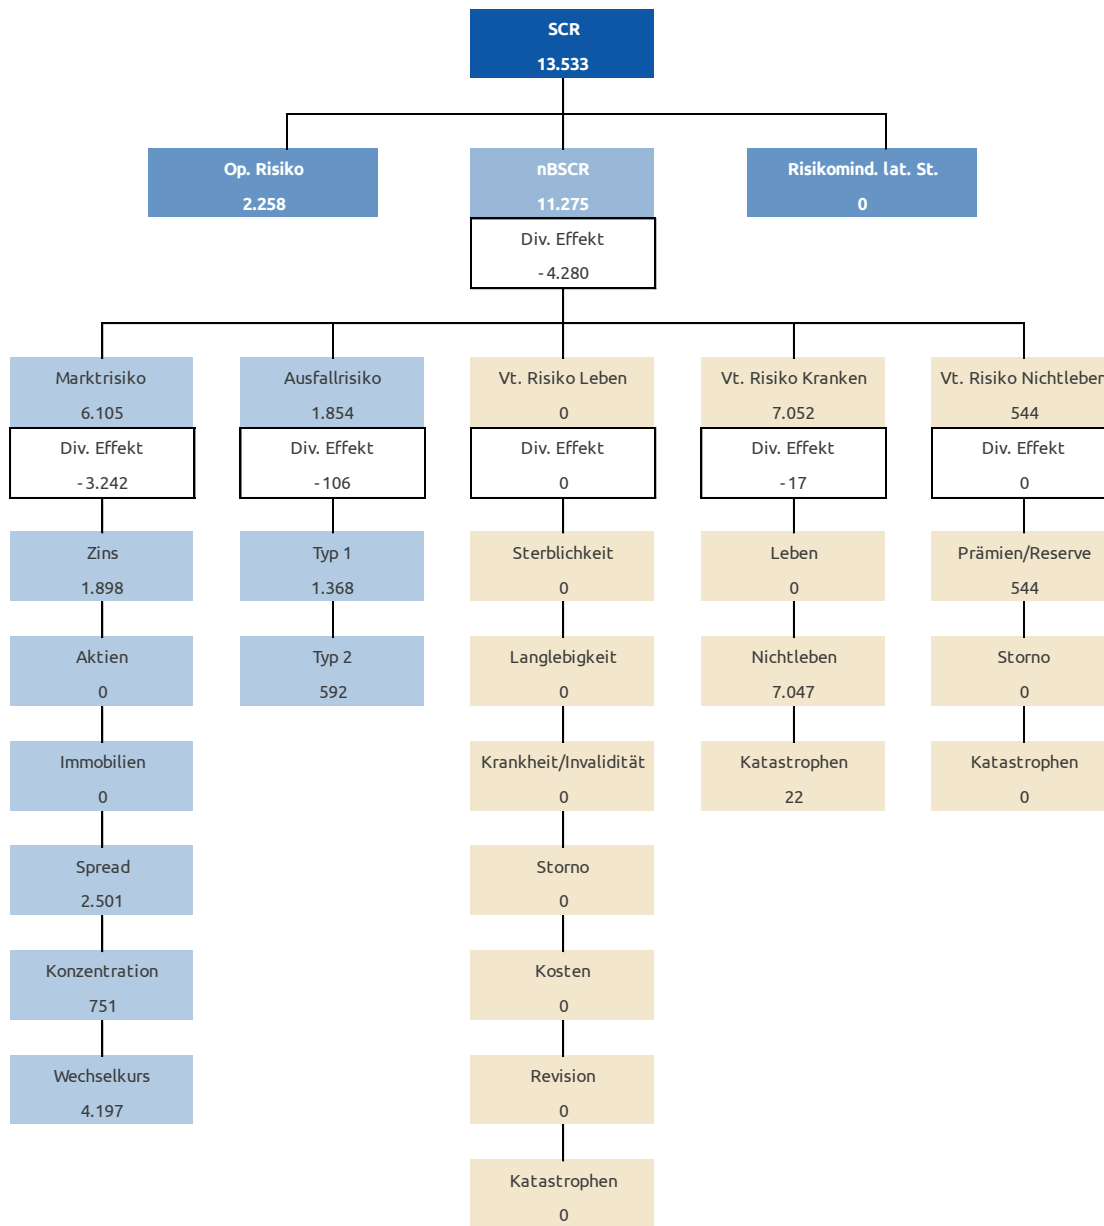 SCR
13.533
Op. Risiko
2.258
nBSCR
11.275
Risikomind. lat. St.
0
Div. Effekt
-4.280
Marktrisiko
6.105
Div. Effekt
-3.242
Zins
1.898
Aktien
0
Immobilien
0
Spread
2.501
Konzentration
751
Wechselkurs
4.197
Ausfallrisiko
1.854
Div. Effekt
-106
Typ 1
1.368
Typ 2
592
Vt. Risiko Leben
0
Div. Effekt
0
Sterblichkeit
0
Langlebigkeit
0
Krankheit/Invalidität
0
Storno
0
Kosten
0
Revision
0
Katastrophen
0
Vt. Risiko Kranken
7.052
Div. Effekt
-17
Leben
0
Nichtleben
7.047
Katastrophen
22
Vt. Risiko Nichtleben
544
Div. Effekt
0
Prämien/Reserve
544
Storno
0
Katastrophen
0